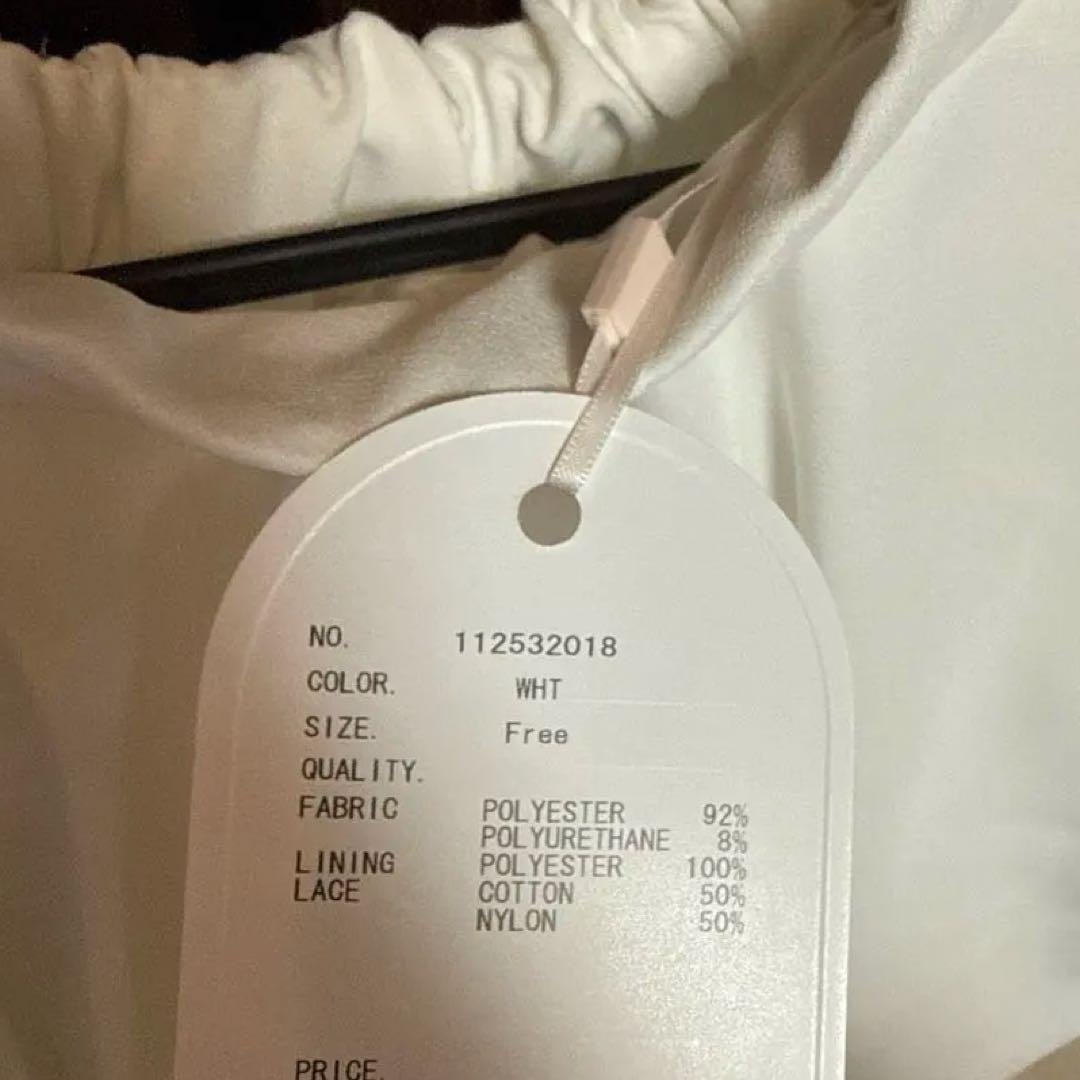 NO. 112532018
COLOR. WHT
SIZE. Free
QUALITY.
FABRIC POLYESTER 92%
POLYURETHANE 8%
LINING POLYESTER 100%
LACE COTTON 50%
NYLON 50%
PRICE.